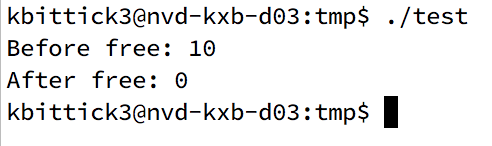 kbittick3@nvd-kxb-d03:tmp$ ./test
Before free: 10
After free: 0
kbittick3@nvd-kxb-d03:tmp$